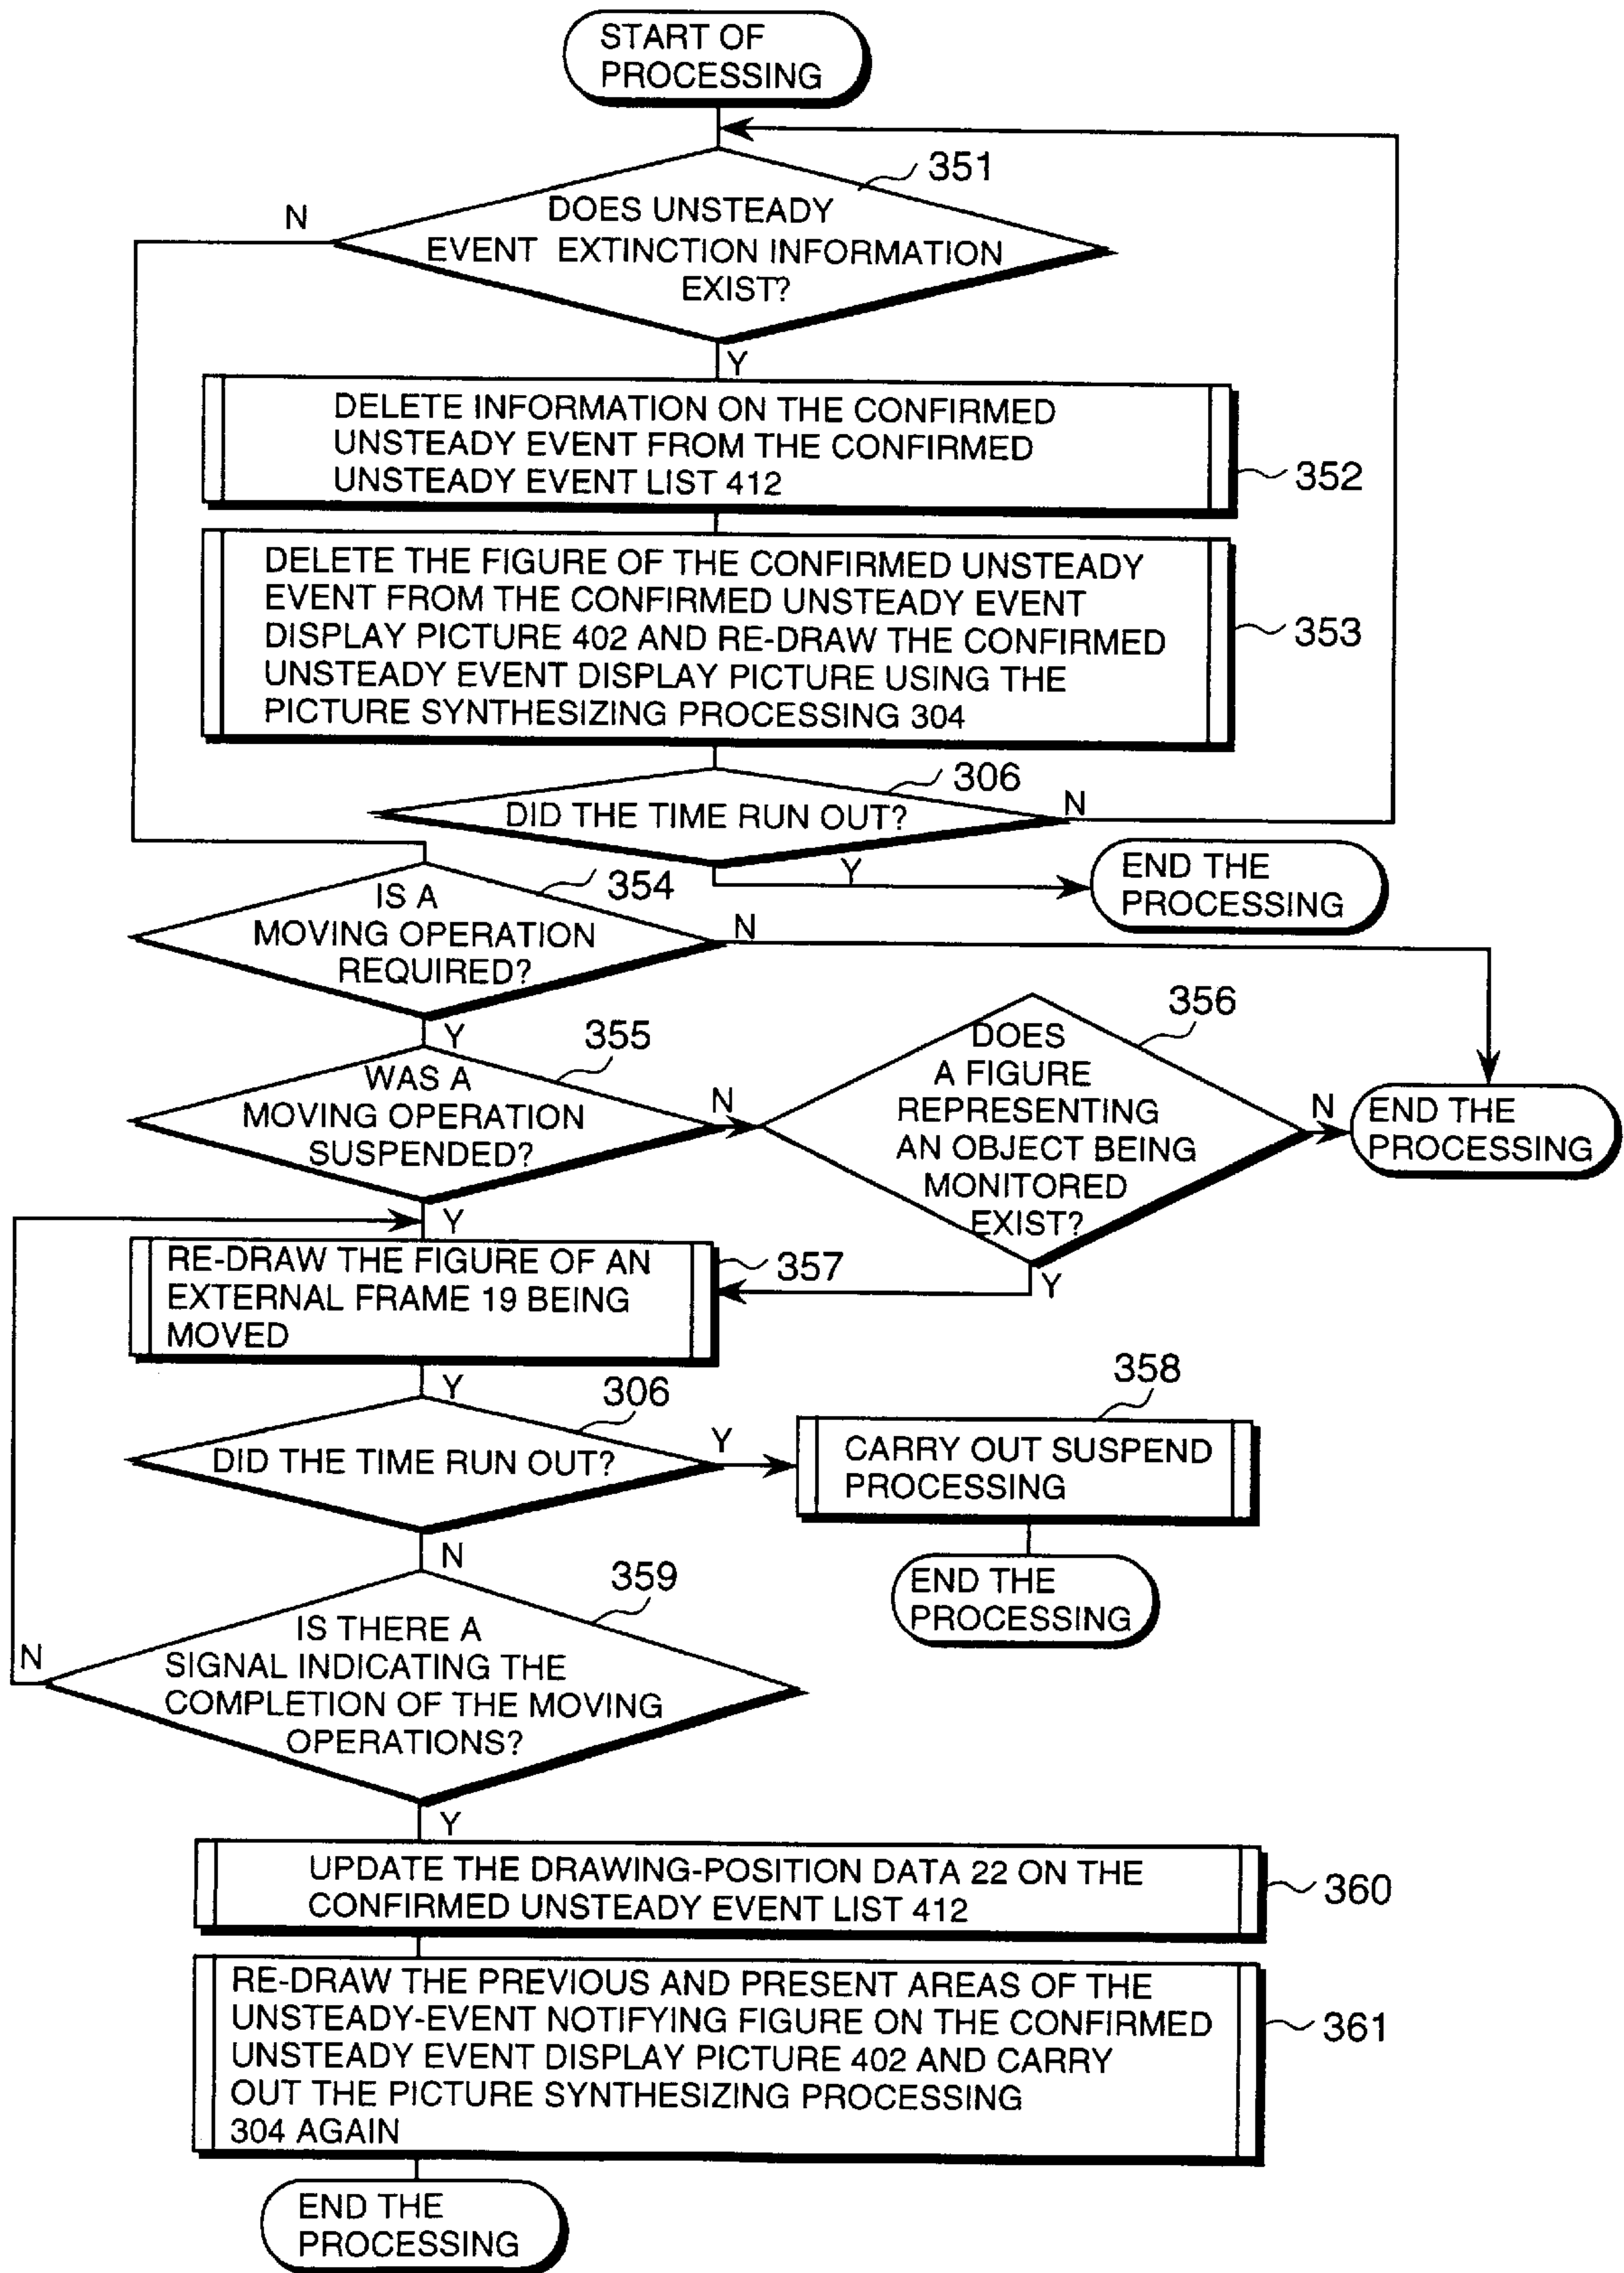 START OF
PROCESSING
351
N
DOES UNSTEADY
EVENT EXTINCTION INFORMATION
EXIST?
Y
DELETE INFORMATION ON THE CONFIRMED
UNSTEADY EVENT FROM THE CONFIRMED
UNSTEADY EVENT LIST 412
352
DELETE THE FIGURE OF THE CONFIRMED UNSTEADY
EVENT FROM THE CONFIRMED UNSTEADY EVENT
DISPLAY PICTURE 402 AND RE-DRAW THE CONFIRMED
UNSTEADY EVENT DISPLAY PICTURE USING THE
PICTURE SYNTHESIZING PROCESSING 304
353
306
DID THE TIME RUN OUT?
N
Y
END THE
PROCESSING
354
IS A
MOVING OPERATION
REQUIRED?
N
Y
355
WAS A
MOVING OPERATION
SUSPENDED?
N
Y
356
DOES
A FIGURE
REPRESENTING
AN OBJECT BEING
MONITORED
EXIST?
N
Y
END THE
PROCESSING
RE-DRAW THE FIGURE OF AN
EXTERNAL FRAME 19 BEING
MOVED
357
Y
306
DID THE TIME RUN OUT?
Y
N
358
CARRY OUT SUSPEND
PROCESSING
END THE
PROCESSING
359
IS THERE A
SIGNAL INDICATING THE
COMPLETION OF THE MOVING
OPERATIONS?
N
Y
UPDATE THE DRAWING-POSITION DATA 22 ON THE
CONFIRMED UNSTEADY EVENT LIST 412
360
RE-DRAW THE PREVIOUS AND PRESENT AREAS OF THE
UNSTEADY-EVENT NOTIFYING FIGURE ON THE CONFIRMED
UNSTEADY EVENT DISPLAY PICTURE 402 AND CARRY
OUT THE PICTURE SYNTHESIZING PROCESSING
304 AGAIN
361
END THE
PROCESSING